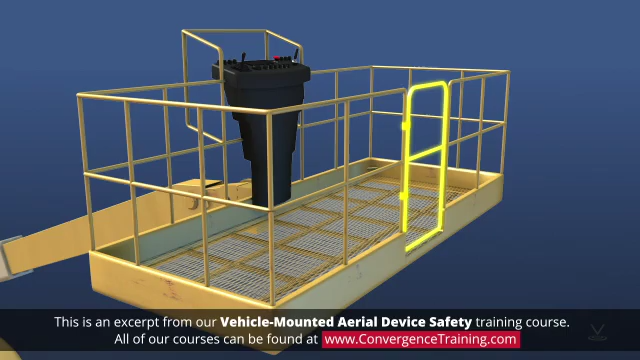 This is an excerpt from our Vehicle-Mounted Aerial Device Safety training course.
All of our courses can be found at www.ConvergenceTraining.com